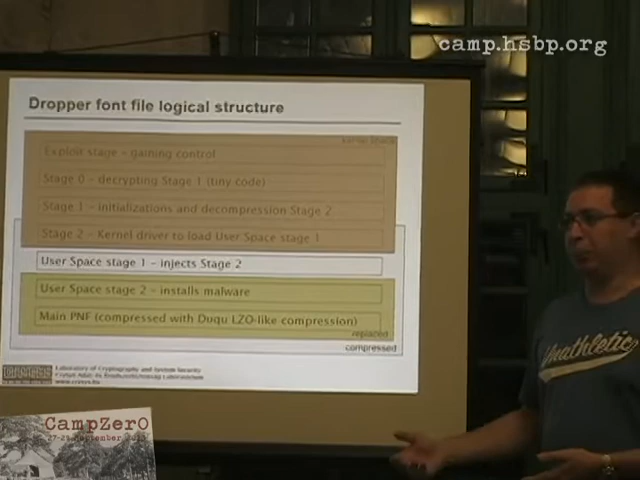 camp.hsbp.org
Dropper font file logical structure
Kernel Space
Exploit stage – gaining control
Stage 0 – decrypting Stage 1 (tiny code)
Stage 1 – initializations and decompression Stage 2
Stage 2 – Kernel driver to load User Space stage 1
User Space stage 1 – injects Stage 2
User Space stage 2 – installs malware
Main PNF (compressed with Duqu LZO-like compression)
replaced
compressed
Laboratory of Cryptography and System Security
www.crysys.hu
CampZer0
27-29 September
Unathletic